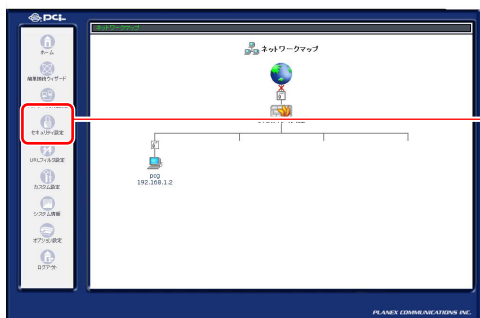 PCI
ネットワークマップ
ネットワークマップ
ホーム
簡単接続ウィザード
セキュリティ設定
URLフィルタ設定
カスタム設定
システム情報
オプション設定
ログアウト
pcp
192.168.1.2
PLANEX COMMUNICATIONS INC.